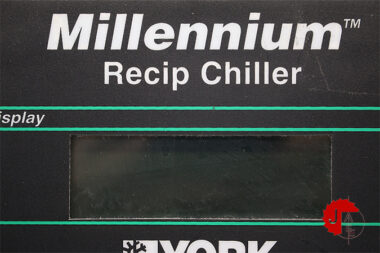 Millennium™
Recip Chiller
isplay
YORK